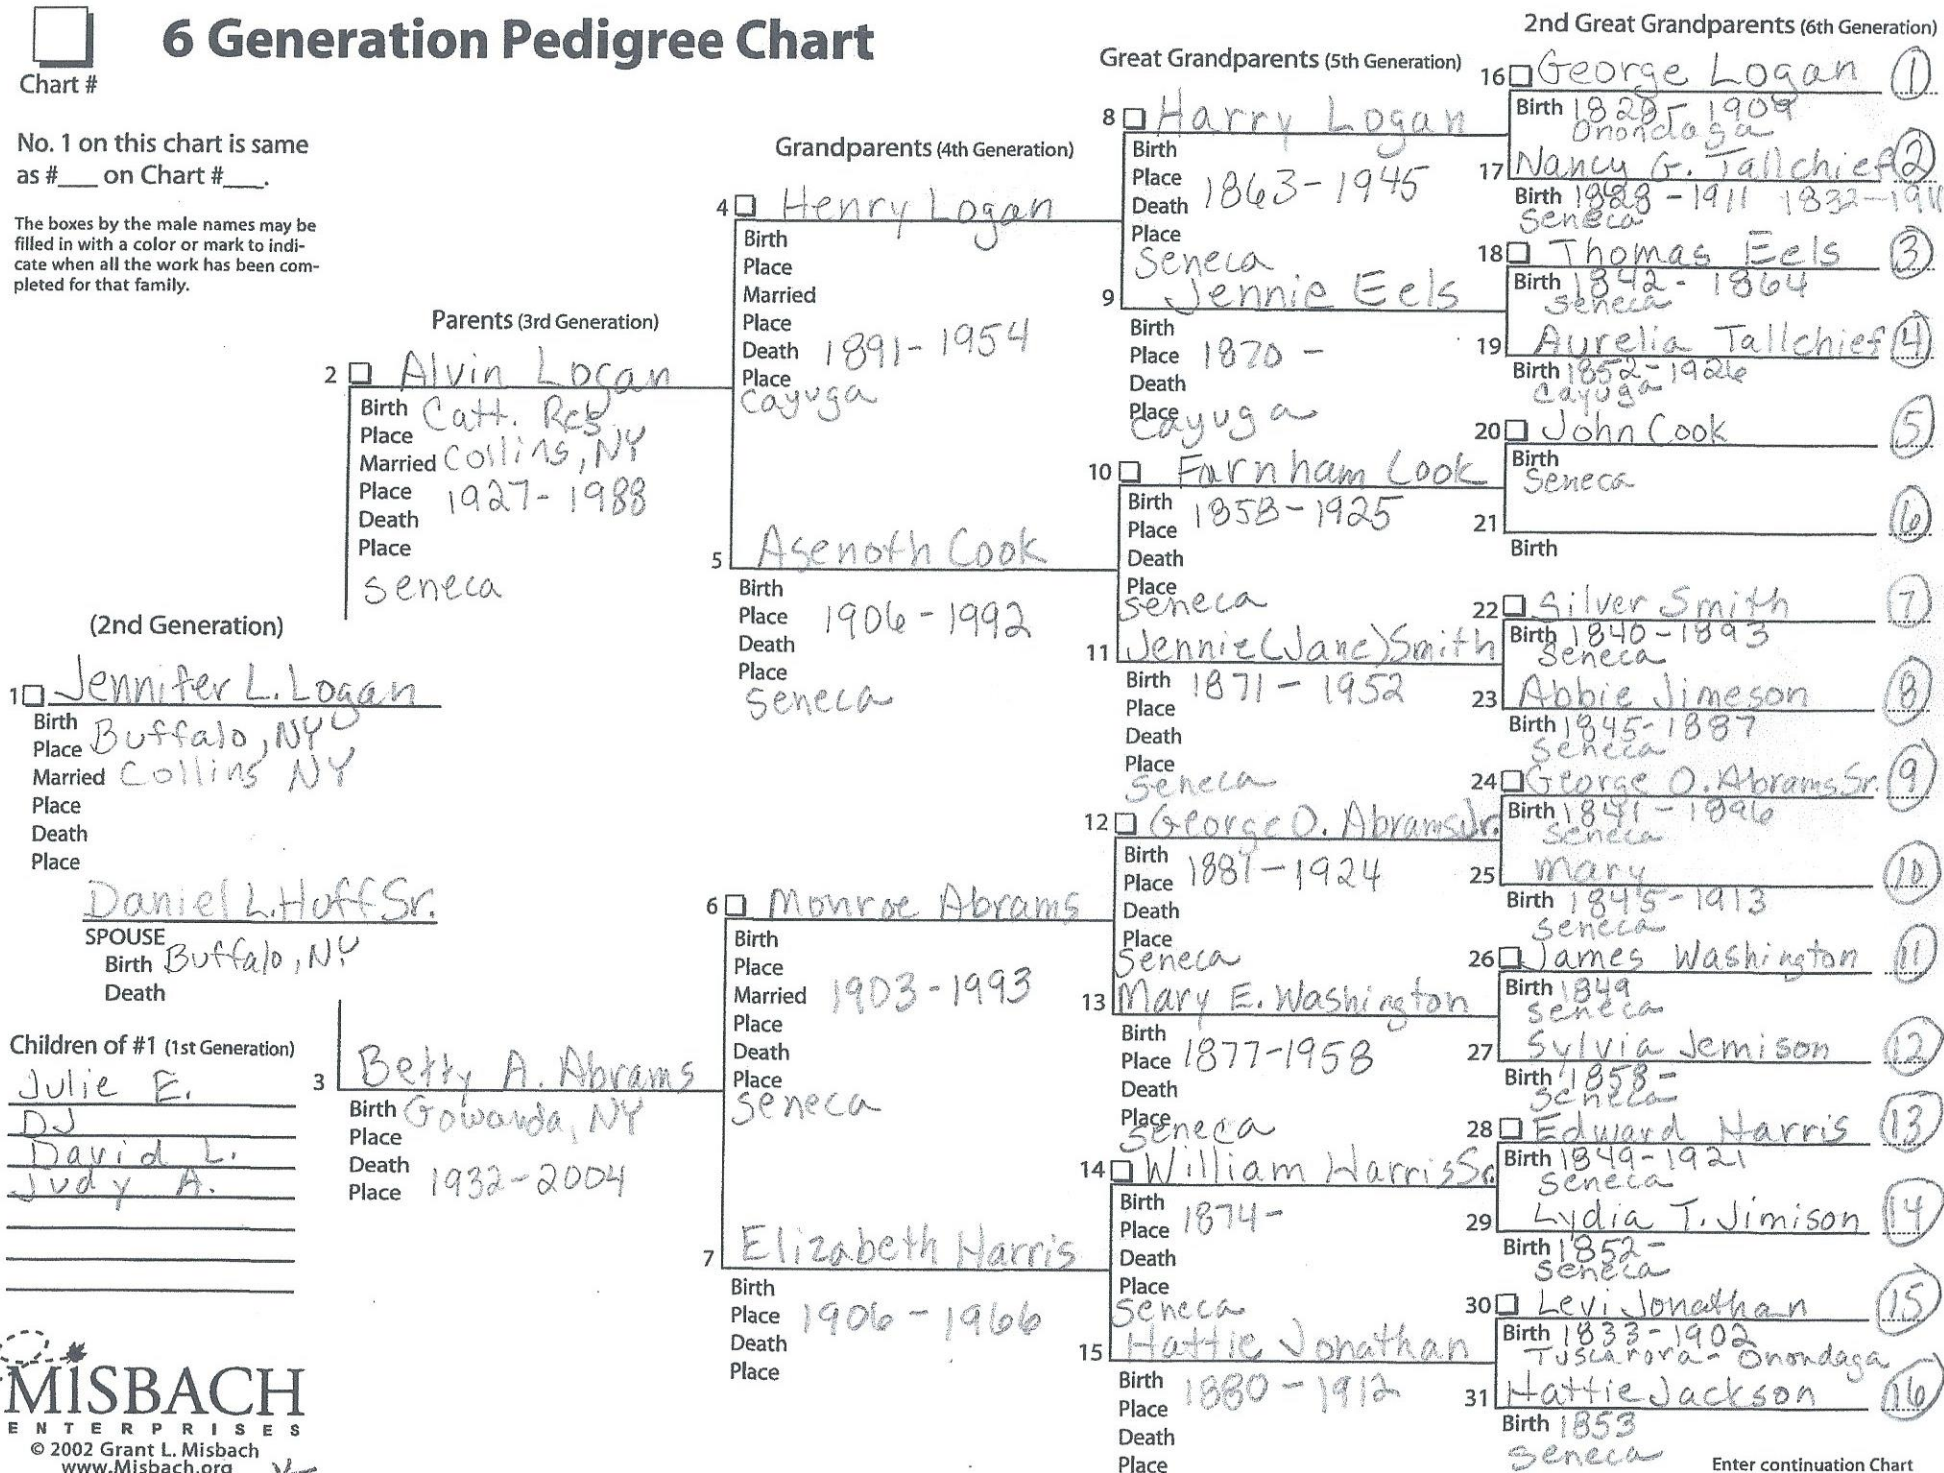 6 Generation Pedigree Chart
Chart #
No. 1 on this chart is same
as #___ on Chart #___.
The boxes by the male names may be
filled in with a color or mark to indi-
cate when all the work has been com-
pleted for that family.
(2nd Generation)
1 Jennifer L. Logan
Birth
Place Buffalo, NY
Married Collins NY
Place
Death
Place
Daniel L. Hoff Sr.
SPOUSE
Birth Buffalo, NY
Death
Children of #1 (1st Generation)
Julie E.
DJ
David L.
Judy A.
MISBACH
ENTERPRISES
© 2002 Grant L. Misbach
www.Misbach.org
Parents (3rd Generation)
2 Alvin Logan
Birth Catt. Res
Place
Married Collins, NY
Place 1927-1988
Death
Place
Seneca
3 Betty A. Abrams
Birth Gowanda, NY
Place
Death 1932-2004
Place
Grandparents (4th Generation)
4 Henry Logan
Birth
Place
Married
Place
Death 1891-1954
Place
Cayuga
5 Asenoth Cook
Birth
Place 1906-1992
Death
Place
Seneca
6 Monroe Abrams
Birth
Place
Married 1903-1993
Place
Death
Place
Seneca
7 Elizabeth Harris
Birth
Place 1906-1966
Death
Place
Great Grandparents (5th Generation)
8 Harry Logan
Birth
Place 1863-1945
Death
Place
Seneca
9 Jennie Eels
Birth
Place 1870 -
Death
Place
Cayuga
10 Farnham Cook
Birth 1858-1925
Place
Death
Place
Seneca
11 Jennie (Jane) Smith
Birth 1871-1952
Place
Death
Place
Seneca
12 George O. Abrams Jr.
Birth
Place 1881-1924
Death
Place
Seneca
13 Mary E. Washington
Birth
Place 1877-1958
Death
Place
Seneca
14 William Harris Sr.
Birth
Place 1874-
Death
Place
Seneca
15 Hattie Jonathan
Birth 1880-1912
Place
Death
Place
2nd Great Grandparents (6th Generation)
16 George Logan 1
Birth 1828-1909
Onondaga
17 Nancy G. Tallchief 2
Birth 1828-1911 1832-1911
Seneca
18 Thomas Eels 3
Birth 1842-1864
Seneca
19 Aurelia Tallchief 4
Birth 1852-1926
Cayuga
20 John Cook 5
Birth
Seneca
21 6
Birth
22 Silver Smith 7
Birth 1840-1893
Seneca
23 Abbie Jimeson 8
Birth 1845-1887
Seneca
24 George O. Abrams Sr. 9
Birth 1841-1896
Seneca
25 Mary 10
Birth 1845-1913
Seneca
26 James Washington 11
Birth 1849
Seneca
27 Sylvia Jemison 12
Birth 1858-
Seneca
28 Edward Harris 13
Birth 1849-1921
Seneca
29 Lydia T. Jimison 14
Birth 1852-
Seneca
30 Levi Jonathan 15
Birth 1833-1902
Tuscarora - Onondaga
31 Hattie Jackson 16
Birth 1853
Seneca
Enter continuation Chart